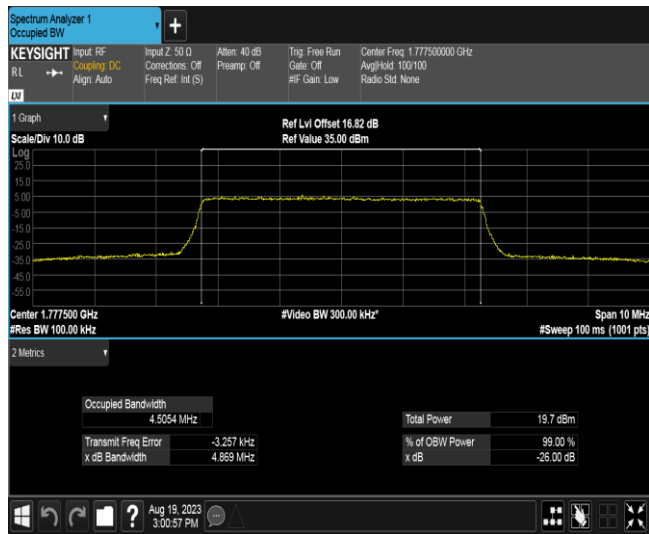 Spectrum Analyzer 1
Occupied BW
+
KEYSIGHT Input: RF Input Z: 50 Ω Atten: 40 dB Trig: Free Run Center Freq: 1.777500000 GHz
RL Coupling: DC Corrections: Off Preamp: Off Gate: Off Avg|Hold: 100/100
Align: Auto Freq Ref: Int (S) #IF Gain: Low Radio Std: None
LXI
1 Graph
Ref Lvl Offset 16.82 dB
Scale/Div 10.0 dB Ref Value 35.00 dBm
Log
25.0
15.0
5.00
-5.00
-15.0
-25.0
-35.0
-45.0
-55.0
Center 1.777500 GHz #Video BW 300.00 kHz* Span 10 MHz
#Res BW 100.00 kHz #Sweep 100 ms (1001 pts)
2 Metrics
Occupied Bandwidth
4.5054 MHz Total Power 19.7 dBm
Transmit Freq Error -3.257 kHz % of OBW Power 99.00 %
x dB Bandwidth 4.869 MHz x dB -26.00 dB
? Aug 19, 2023
3:00:57 PM